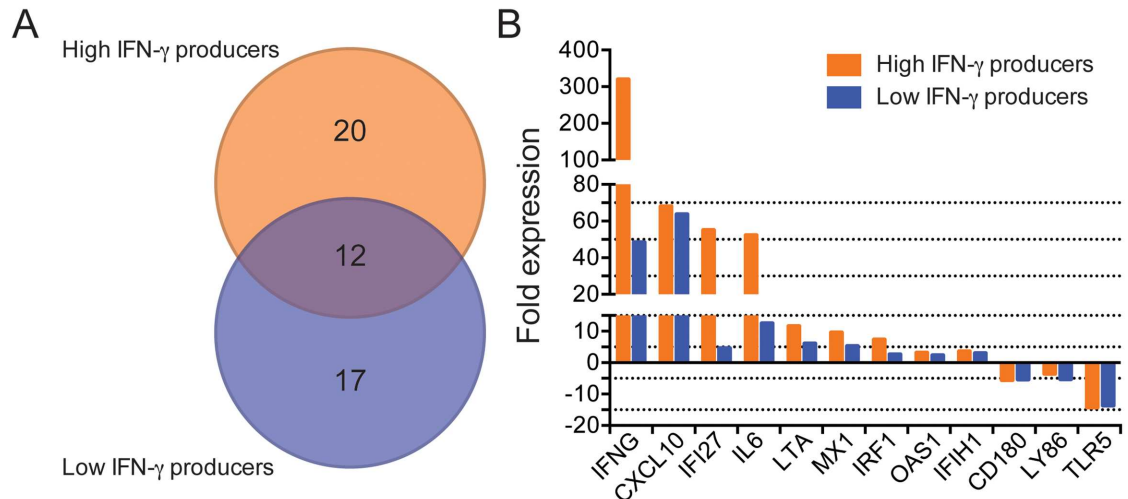 A
High IFN-γ producers
20
12
17
Low IFN-γ producers
B
Fold expression
400
300
200
100
80
60
40
20
10
0
-10
-20
High IFN-γ producers
Low IFN-γ producers
IFNG
CXCL10
IFI27
IL6
LTA
MX1
IRF1
OAS1
IFIH1
CD180
LY86
TLR5